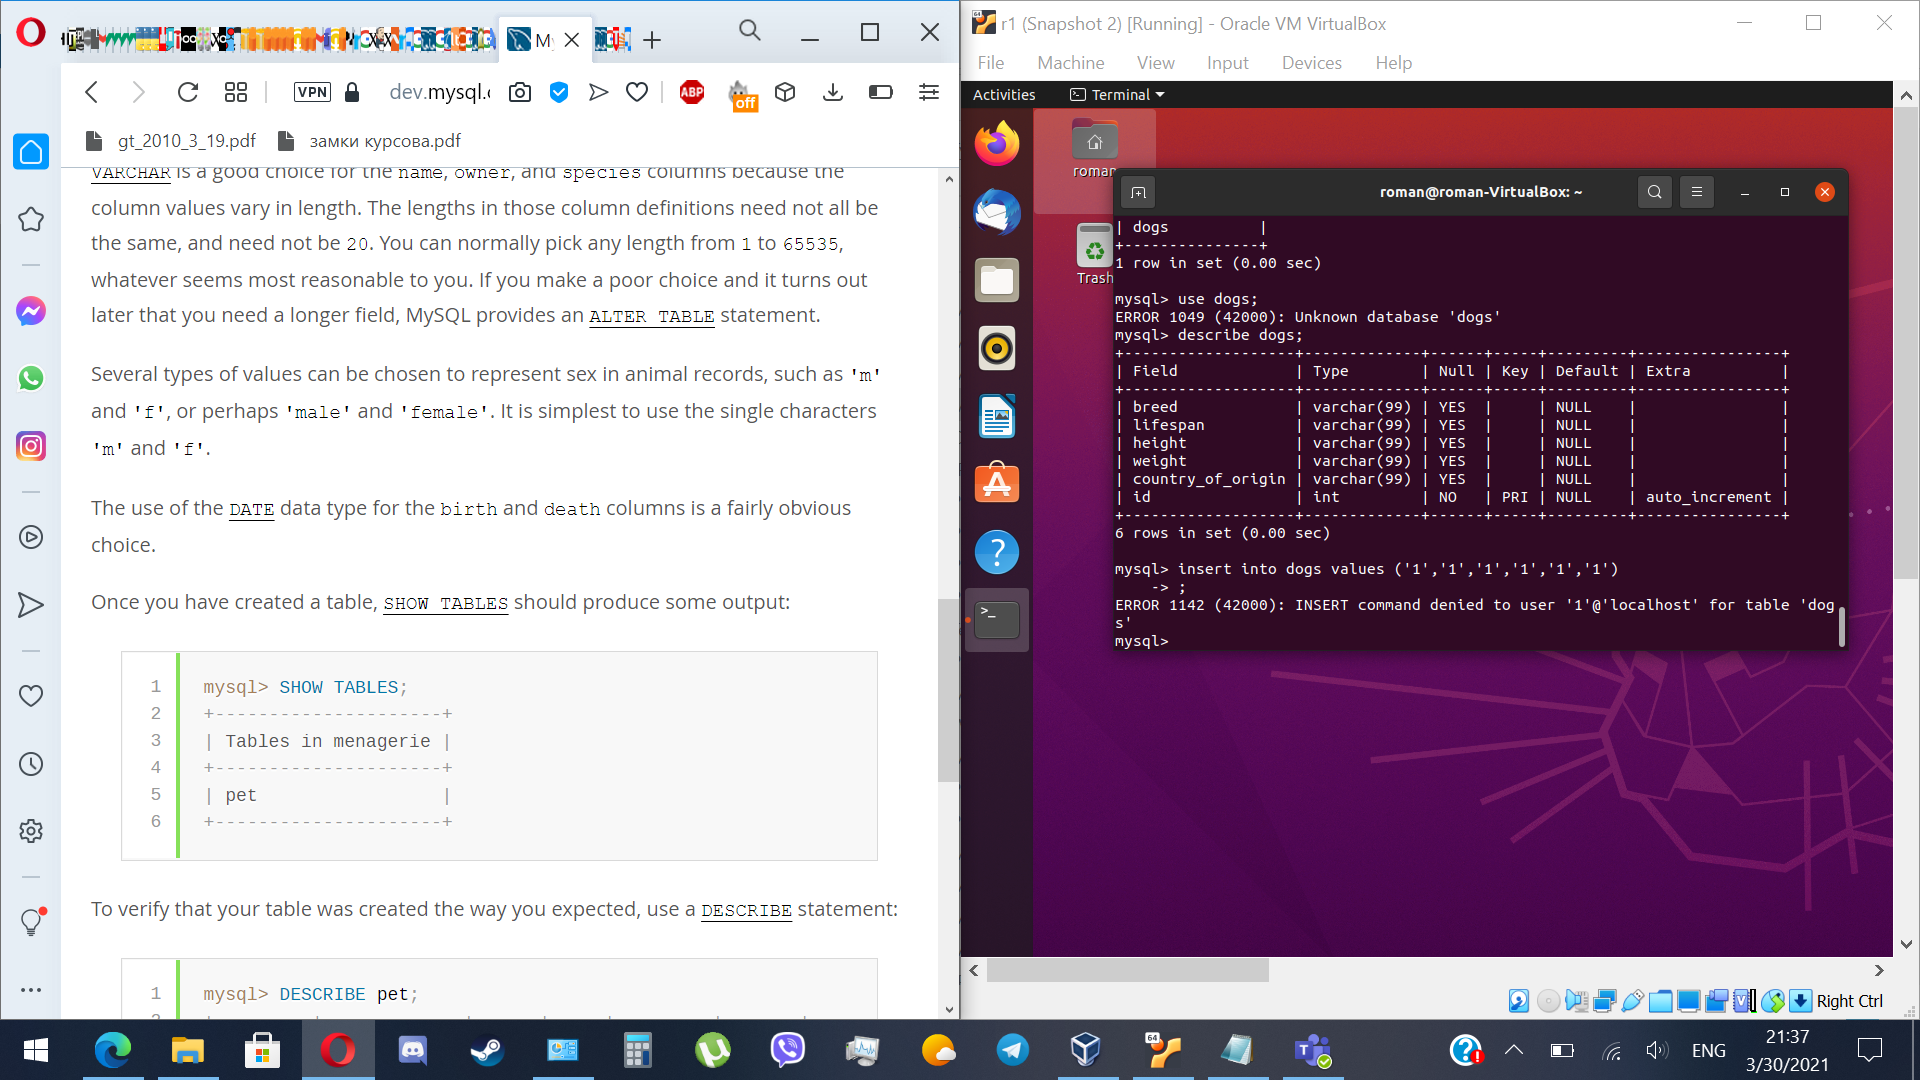 M
r1 (Snapshot 2) [Running] - Oracle VM VirtualBox
File Machine View Input Devices Help
VPN dev.mysql.c ABP off
gt_2010_3_19.pdf замки курсова.pdf
VARCHAR is a good choice for the name, owner, and species columns because the
column values vary in length. The lengths in those column definitions need not all be
the same, and need not be 20. You can normally pick any length from 1 to 65535,
whatever seems most reasonable to you. If you make a poor choice and it turns out
later that you need a longer field, MySQL provides an ALTER TABLE statement.
Several types of values can be chosen to represent sex in animal records, such as 'm'
and 'f', or perhaps 'male' and 'female'. It is simplest to use the single characters
'm' and 'f'.
The use of the DATE data type for the birth and death columns is a fairly obvious
choice.
Once you have created a table, SHOW TABLES should produce some output:
1 mysql> SHOW TABLES;
2 +---------------------+
3 | Tables in menagerie |
4 +---------------------+
5 | pet                 |
6 +---------------------+
To verify that your table was created the way you expected, use a DESCRIBE statement:
1 mysql> DESCRIBE pet;
Activities Terminal
roman
Trash
roman@roman-VirtualBox: ~
| dogs          |
+---------------+
1 row in set (0.00 sec)
mysql> use dogs;
ERROR 1049 (42000): Unknown database 'dogs'
mysql> describe dogs;
+-------------------+-------------+------+-----+---------+----------------+
| Field             | Type        | Null | Key | Default | Extra          |
+-------------------+-------------+------+-----+---------+----------------+
| breed             | varchar(99) | YES  |     | NULL    |                |
| lifespan          | varchar(99) | YES  |     | NULL    |                |
| height            | varchar(99) | YES  |     | NULL    |                |
| weight            | varchar(99) | YES  |     | NULL    |                |
| country_of_origin | varchar(99) | YES  |     | NULL    |                |
| id                | int         | NO   | PRI | NULL    | auto_increment |
+-------------------+-------------+------+-----+---------+----------------+
6 rows in set (0.00 sec)
mysql> insert into dogs values ('1','1','1','1','1','1')
    -> ;
ERROR 1142 (42000): INSERT command denied to user '1'@'localhost' for table 'dog
s'
mysql>
Right Ctrl
ENG
21:37
3/30/2021